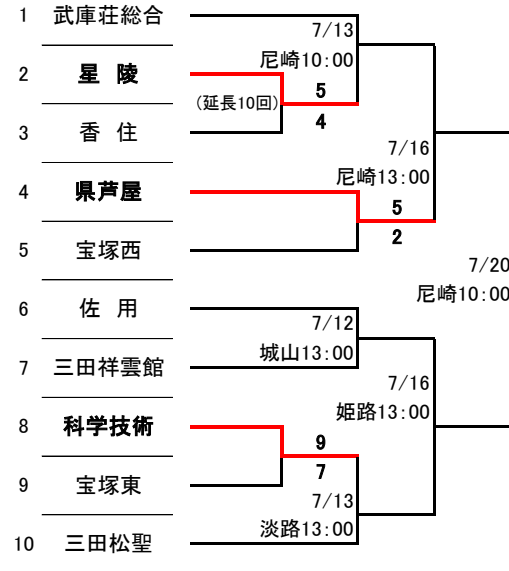 1 武庫荘総合
7/13
尼崎10:00
2 星 陵
5
(延長10回)
4
3 香 住
7/16
尼崎13:00
4 県芦屋
5
2
5 宝塚西
7/20
尼崎10:00
6 佐 用
7/12
城山13:00
7 三田祥雲館
7/16
姫路13:00
8 科学技術
9
7
9 宝塚東
7/13
淡路13:00
10 三田松聖